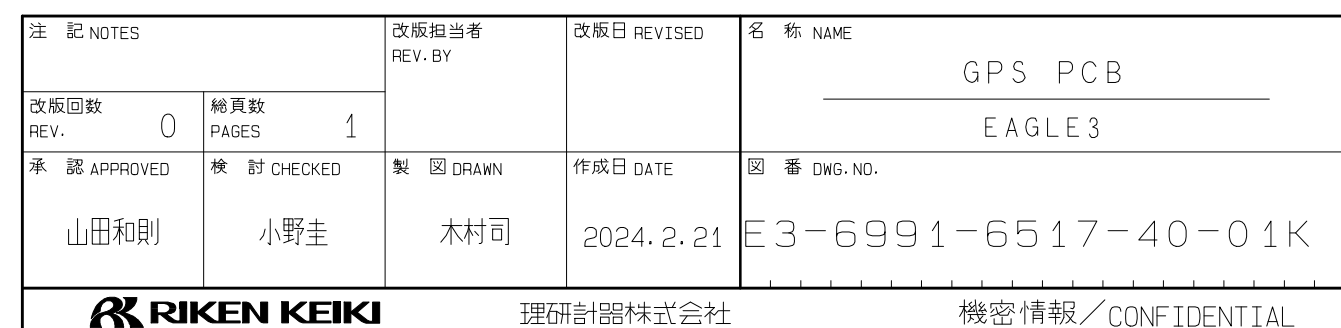 注 記 NOTES
改版担当者
REV.BY
改版日 REVISED
名 称 NAME
GPS PCB
EAGLE3
改版回数
REV. 0
総頁数
PAGES 1
承 認 APPROVED
山田和則
検 討 CHECKED
小野圭
製 図 DRAWN
木村司
作成日 DATE
2024.2.21
図 番 DWG.NO.
E3-6991-6517-40-01K
RIKEN KEIKI
理研計器株式会社
機密情報/CONFIDENTIAL